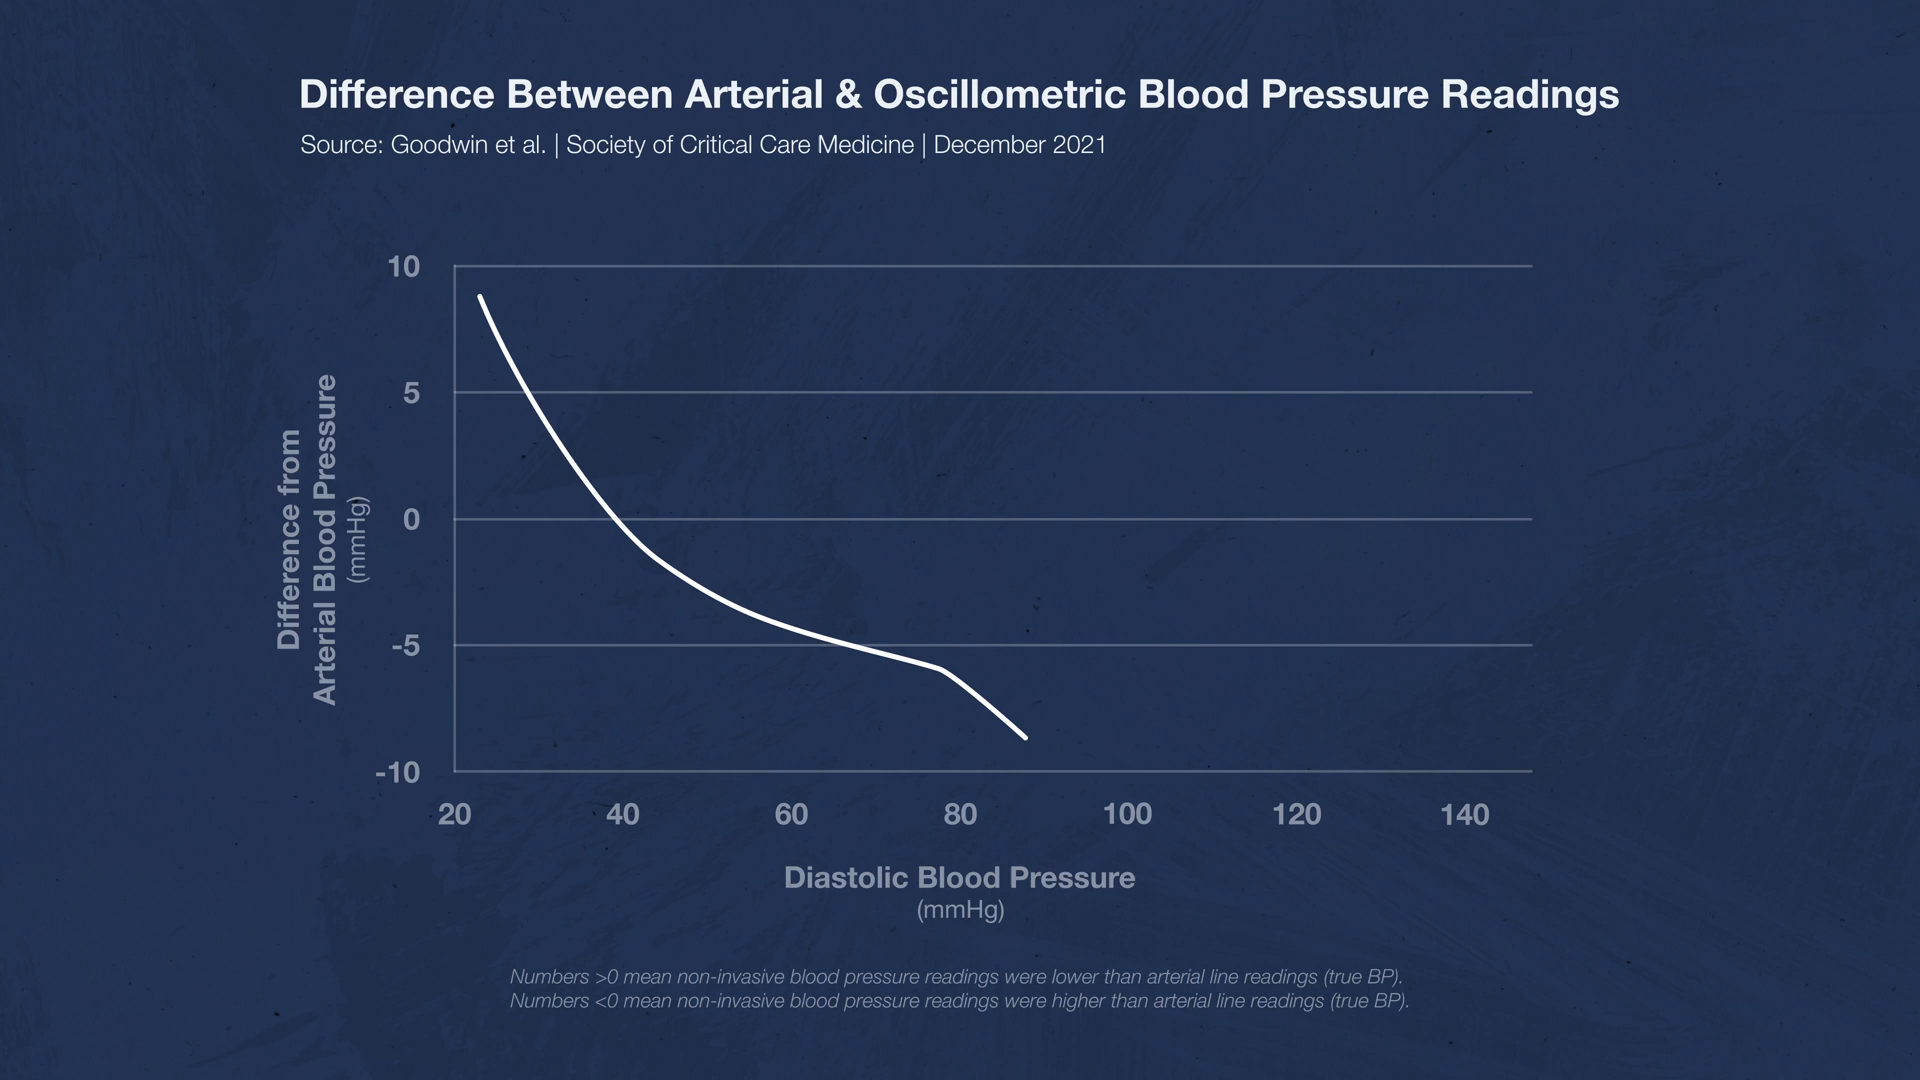 Difference Between Arterial & Oscillometric Blood Pressure Readings
Source: Goodwin et al. | Society of Critical Care Medicine | December 2021
Difference from
Arterial Blood Pressure
(mmHg)
10
5
0
-5
-10
20 40 60 80 100 120 140
Diastolic Blood Pressure
(mmHg)
Numbers >0 mean non-invasive blood pressure readings were lower than arterial line readings (true BP).
Numbers <0 mean non-invasive blood pressure readings were higher than arterial line readings (true BP).